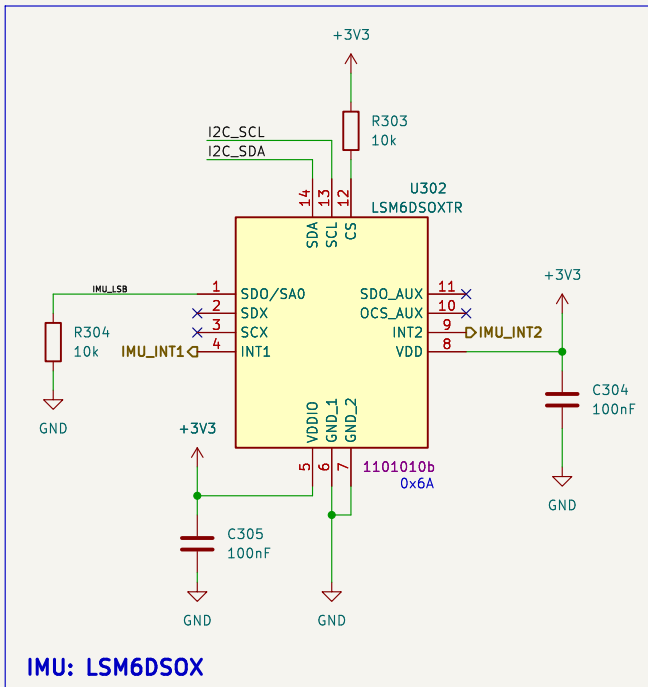 +3V3
R303
10k
I2C_SCL
I2C_SDA
U302
LSM6DSOXTR
14
13
12
SDA
SCL
CS
IMU_LSB
1
SDO/SA0
2
SDX
3
SCX
IMU_INT1
4
INT1
SDO_AUX
11
OCS_AUX
10
INT2
9
IMU_INT2
VDD
8
+3V3
R304
10k
GND
C304
100nF
GND
VDDIO
GND_1
GND_2
5
6
7
1101010b
0x6A
+3V3
C305
100nF
GND
GND
IMU: LSM6DSOX